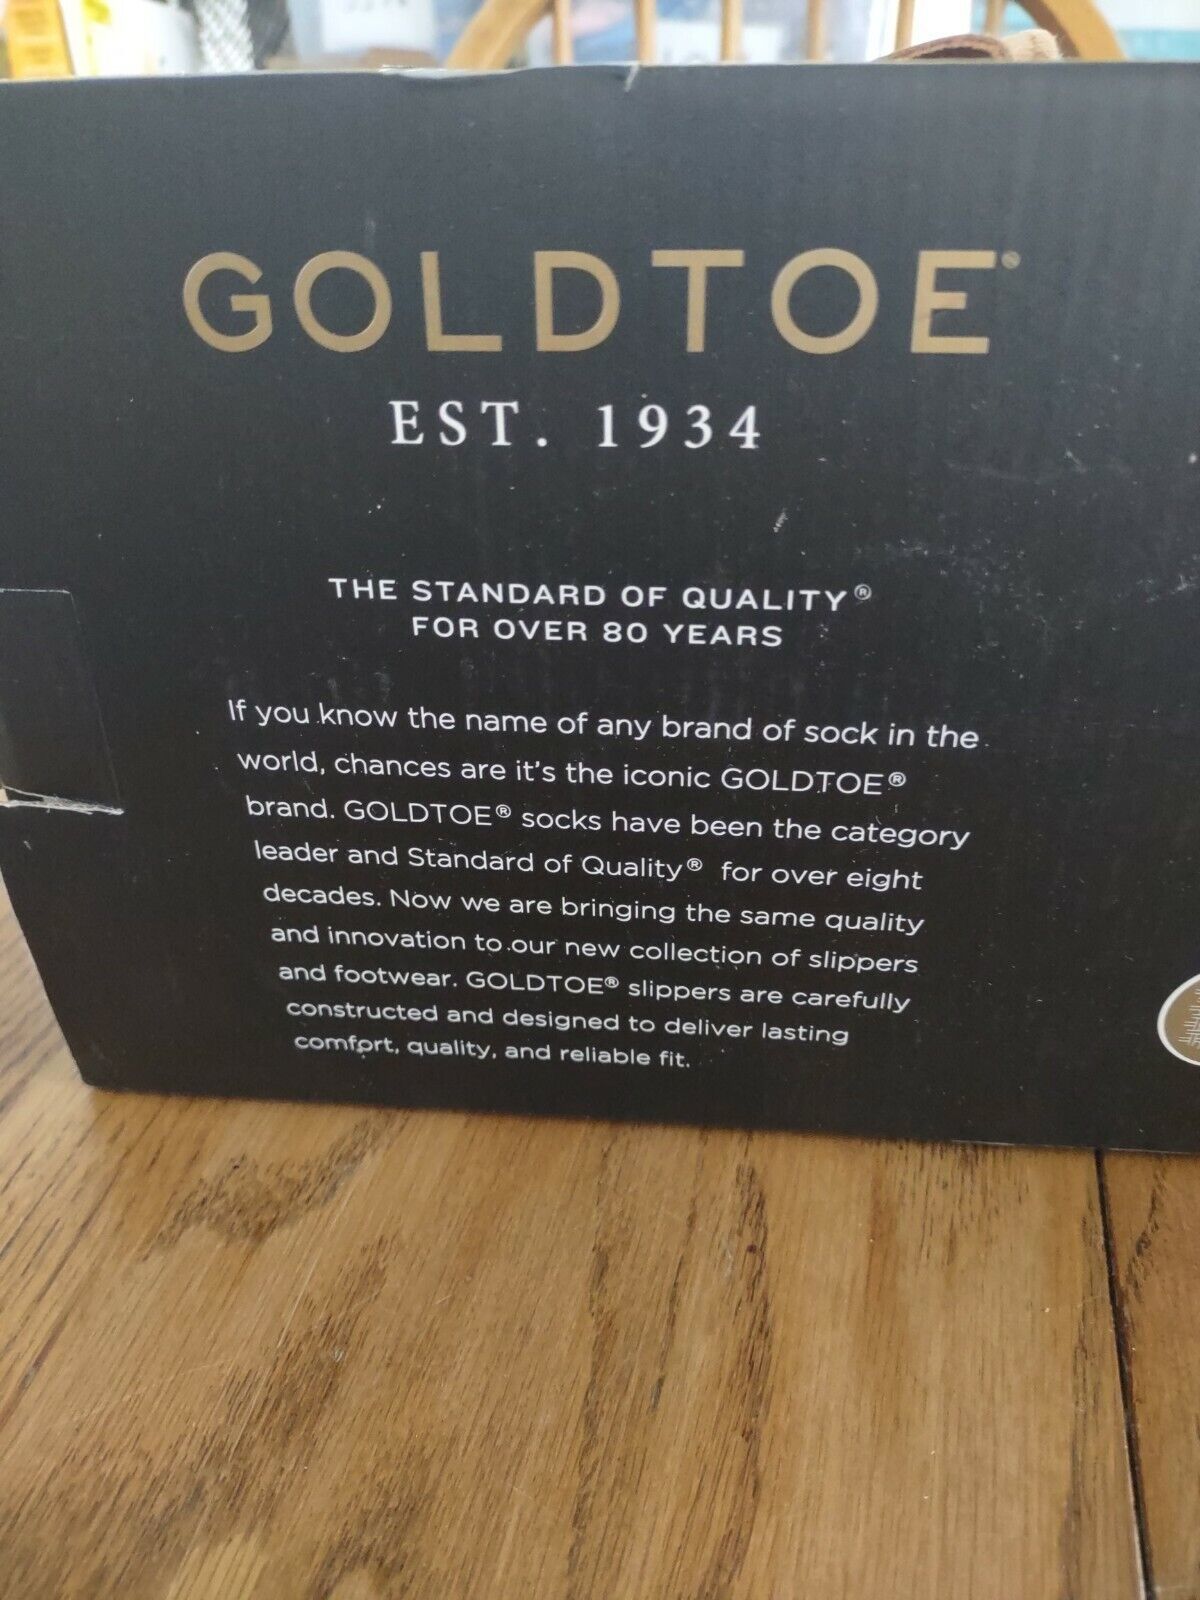 GOLDTOE®
EST. 1934
THE STANDARD OF QUALITY®
FOR OVER 80 YEARS
If you know the name of any brand of sock in the
world, chances are it's the iconic GOLDTOE®
brand. GOLDTOE® socks have been the category
leader and Standard of Quality® for over eight
decades. Now we are bringing the same quality
and innovation to our new collection of slippers
and footwear. GOLDTOE® slippers are carefully
constructed and designed to deliver lasting
comfort, quality, and reliable fit.